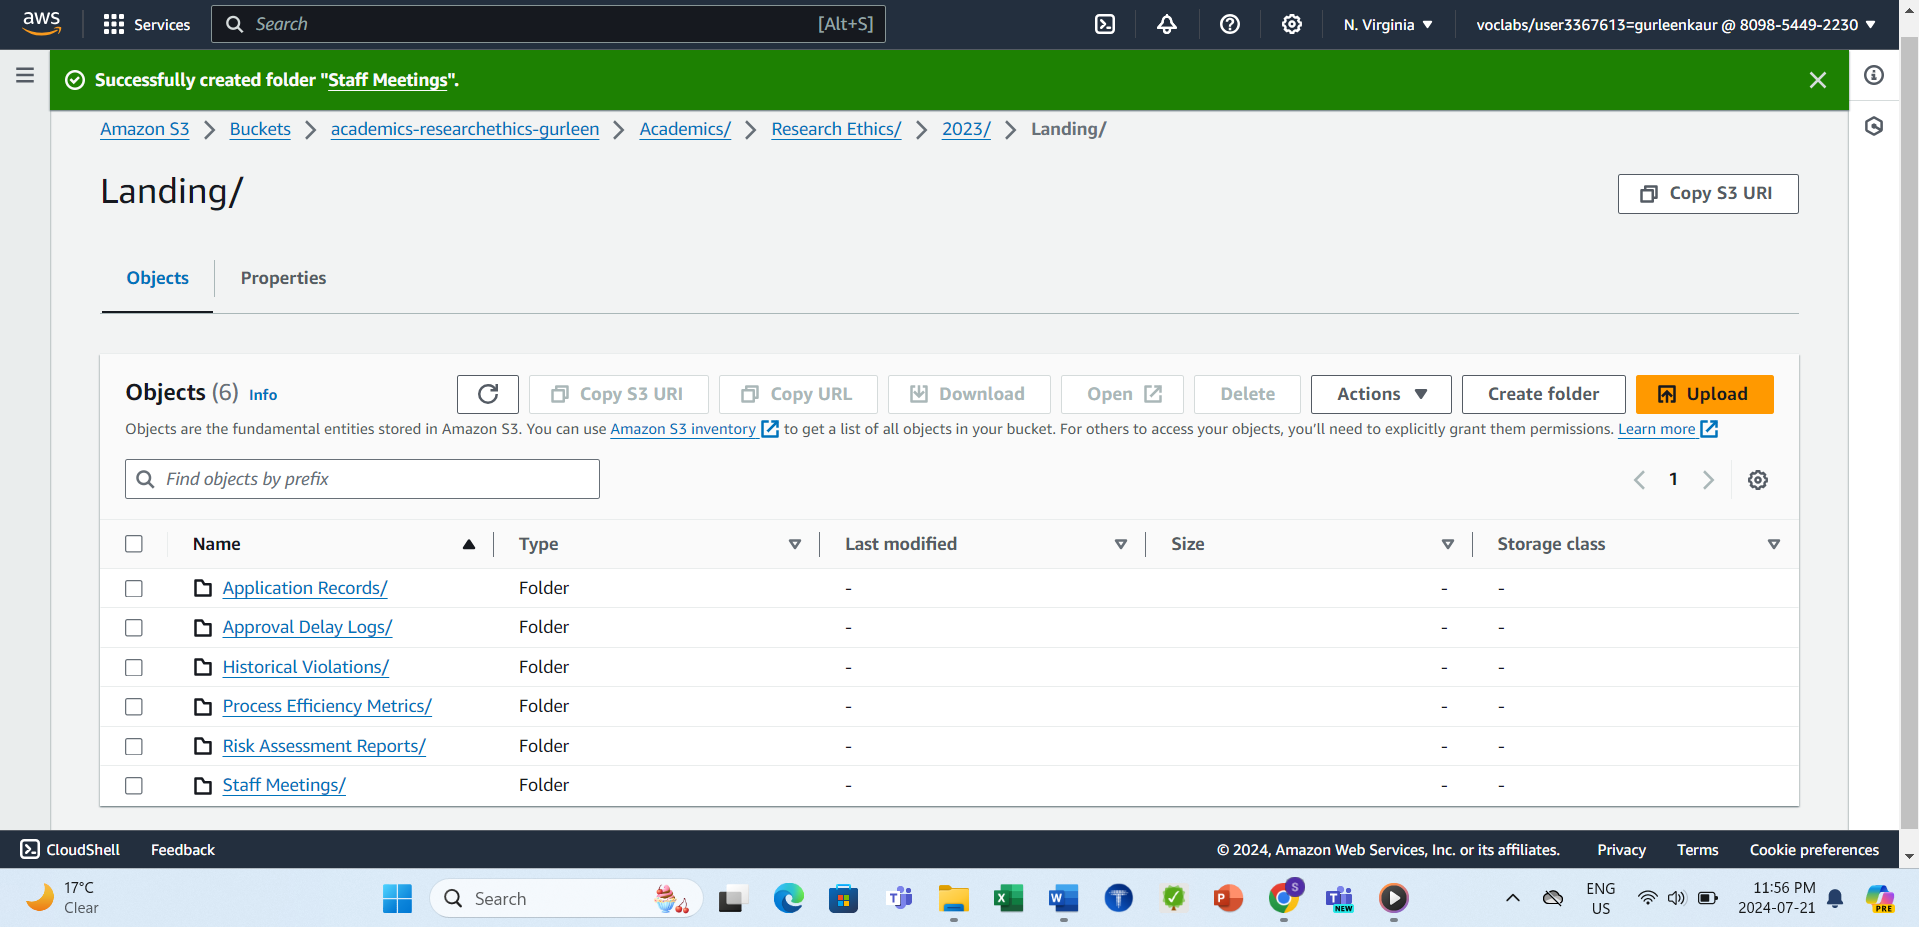 aws Services Search [Alt+S] N. Virginia ▼ voclabs/user3367613=gurleenkaur @ 8098-5449-2230 ▼
Successfully created folder "Staff Meetings".
Amazon S3 > Buckets > academics-researchethics-gurleen > Academics/ > Research Ethics/ > 2023/ > Landing/
Landing/
Copy S3 URI
Objects Properties
Objects (6) Info Copy S3 URI Copy URL Download Open Delete Actions ▼ Create folder Upload
Objects are the fundamental entities stored in Amazon S3. You can use Amazon S3 inventory to get a list of all objects in your bucket. For others to access your objects, you'll need to explicitly grant them permissions. Learn more
Find objects by prefix < 1 >
Name Type Last modified Size Storage class
Application Records/ Folder - - -
Approval Delay Logs/ Folder - - -
Historical Violations/ Folder - - -
Process Efficiency Metrics/ Folder - - -
Risk Assessment Reports/ Folder - - -
Staff Meetings/ Folder - - -
CloudShell Feedback © 2024, Amazon Web Services, Inc. or its affiliates. Privacy Terms Cookie preferences
17°C
Clear
Search
S
NEW
ENG
US
11:56 PM
2024-07-21
PRE